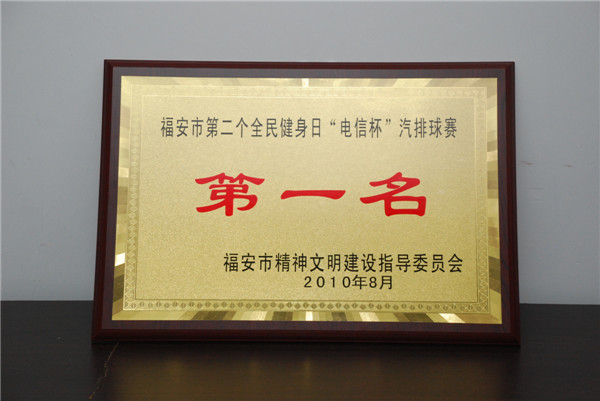 福安市第二个全民健身日“电信杯”汽排球赛
第一名
福安市精神文明建设指导委员会
2010年8月